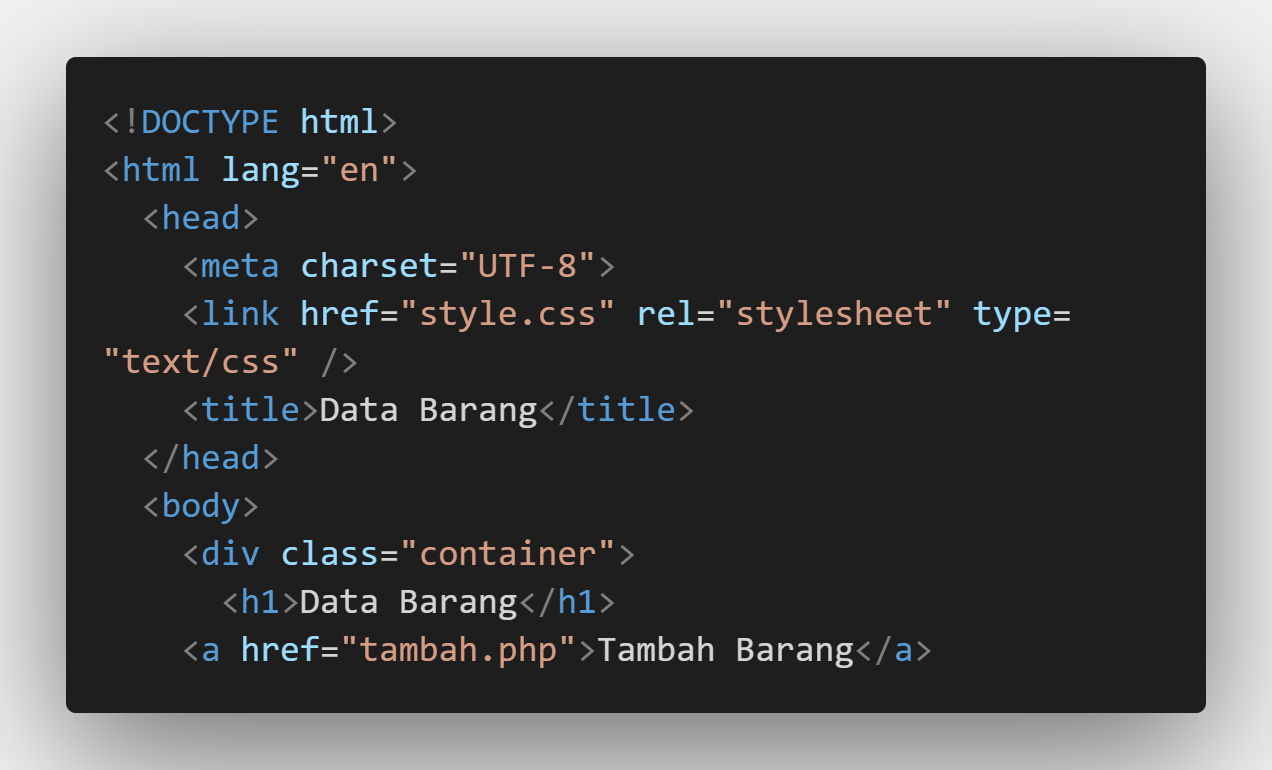 <!DOCTYPE html>
<html lang="en">
  <head>
    <meta charset="UTF-8">
    <link href="style.css" rel="stylesheet" type=
"text/css" />
    <title>Data Barang</title>
  </head>
  <body>
    <div class="container">
      <h1>Data Barang</h1>
    <a href="tambah.php">Tambah Barang</a>